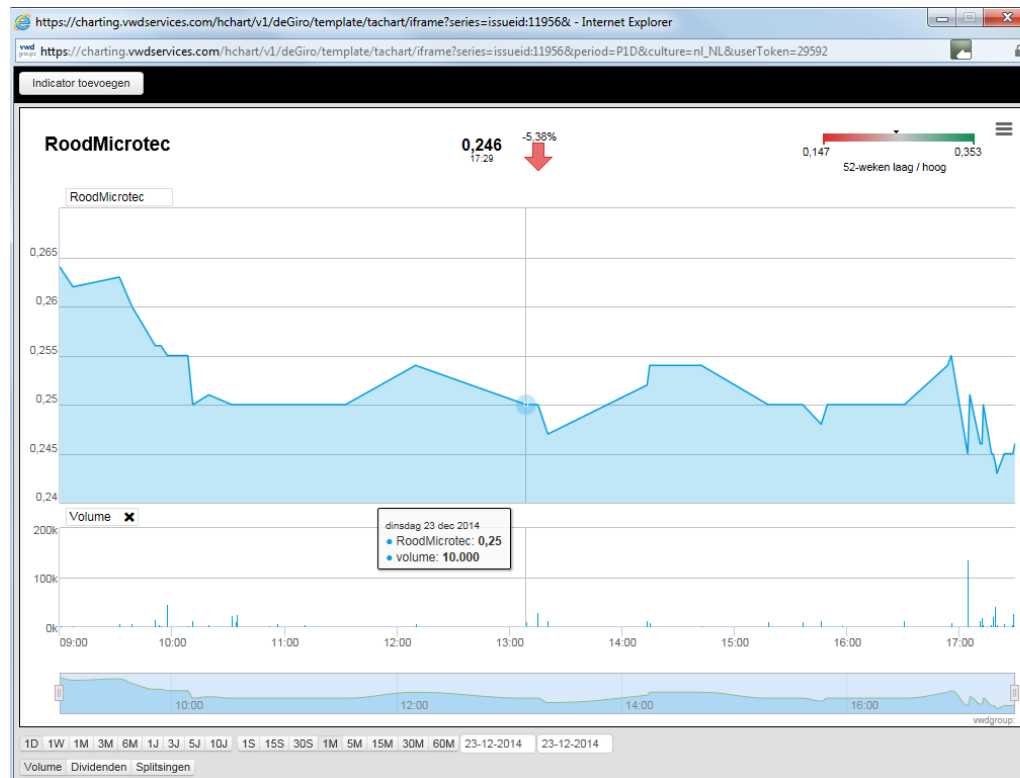 https://charting.vwdservices.com/hchart/v1/deGiro/template/tachart/iframe?series=issueid:11956& - Internet Explorer
vwd group: https://charting.vwdservices.com/hchart/v1/deGiro/template/tachart/iframe?series=issueid:11956&period=P1D&culture=nl_NL&userToken=29592
Indicator toevoegen
RoodMicrotec 0,246 -5,38%
17:29
0,147 0,353
52-weken laag / hoog
RoodMicrotec
0,265
0,26
0,255
0,25
0,245
0,24
Volume
dinsdag 23 dec 2014
RoodMicrotec: 0,25
volume: 10.000
200k
100k
0k
09:00 10:00 11:00 12:00 13:00 14:00 15:00 16:00 17:00
10:00 12:00 14:00 16:00
vwdgroup:
1D 1W 1M 3M 6M 1J 3J 5J 10J 1S 15S 30S 1M 5M 15M 30M 60M 23-12-2014 23-12-2014
Volume Dividenden Splitsingen